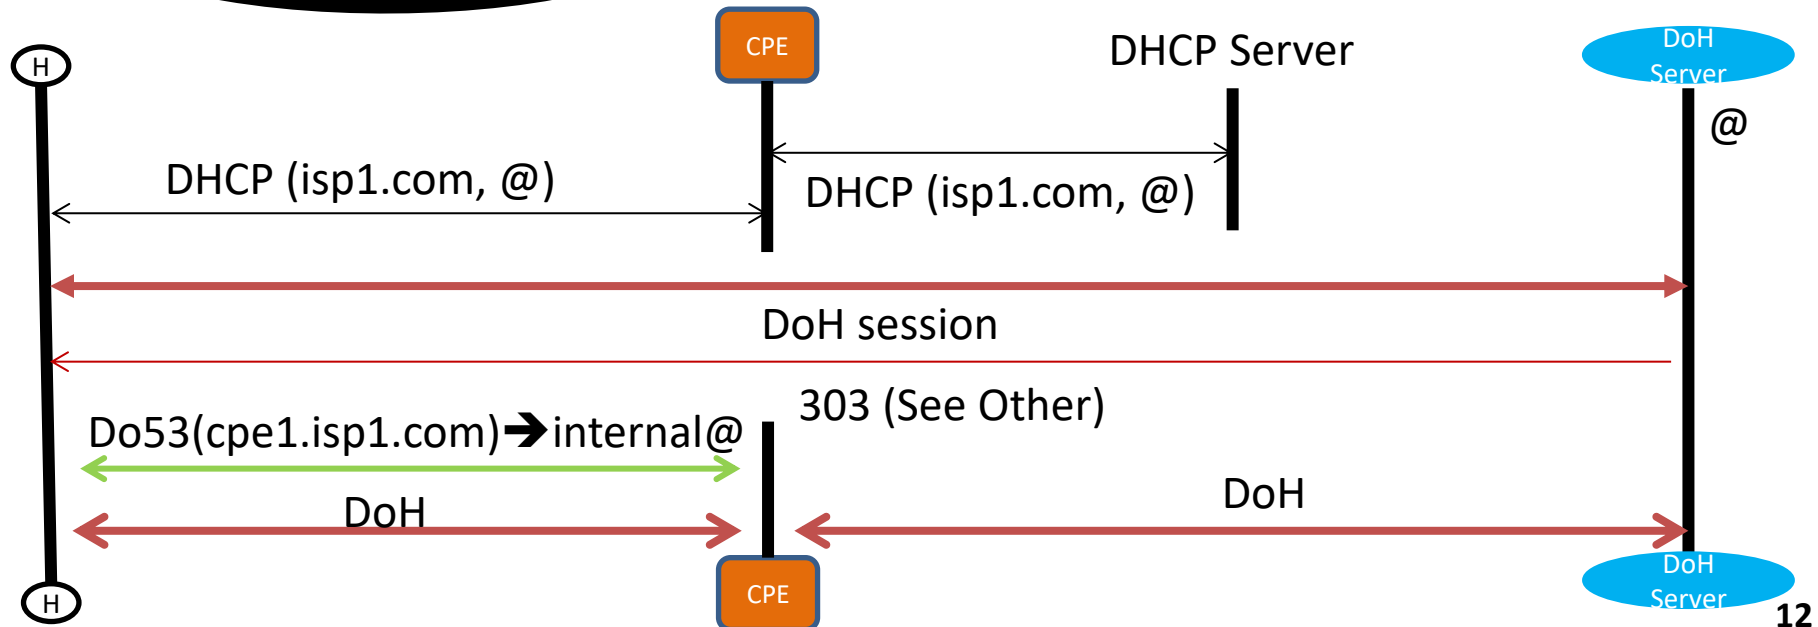 H
CPE
DHCP Server
DoH
Server
@
DHCP (isp1.com, @)
DHCP (isp1.com, @)
DoH session
303 (See Other)
Do53(cpe1.isp1.com)➔internal@
DoH
DoH
H
CPE
DoH
Server
12